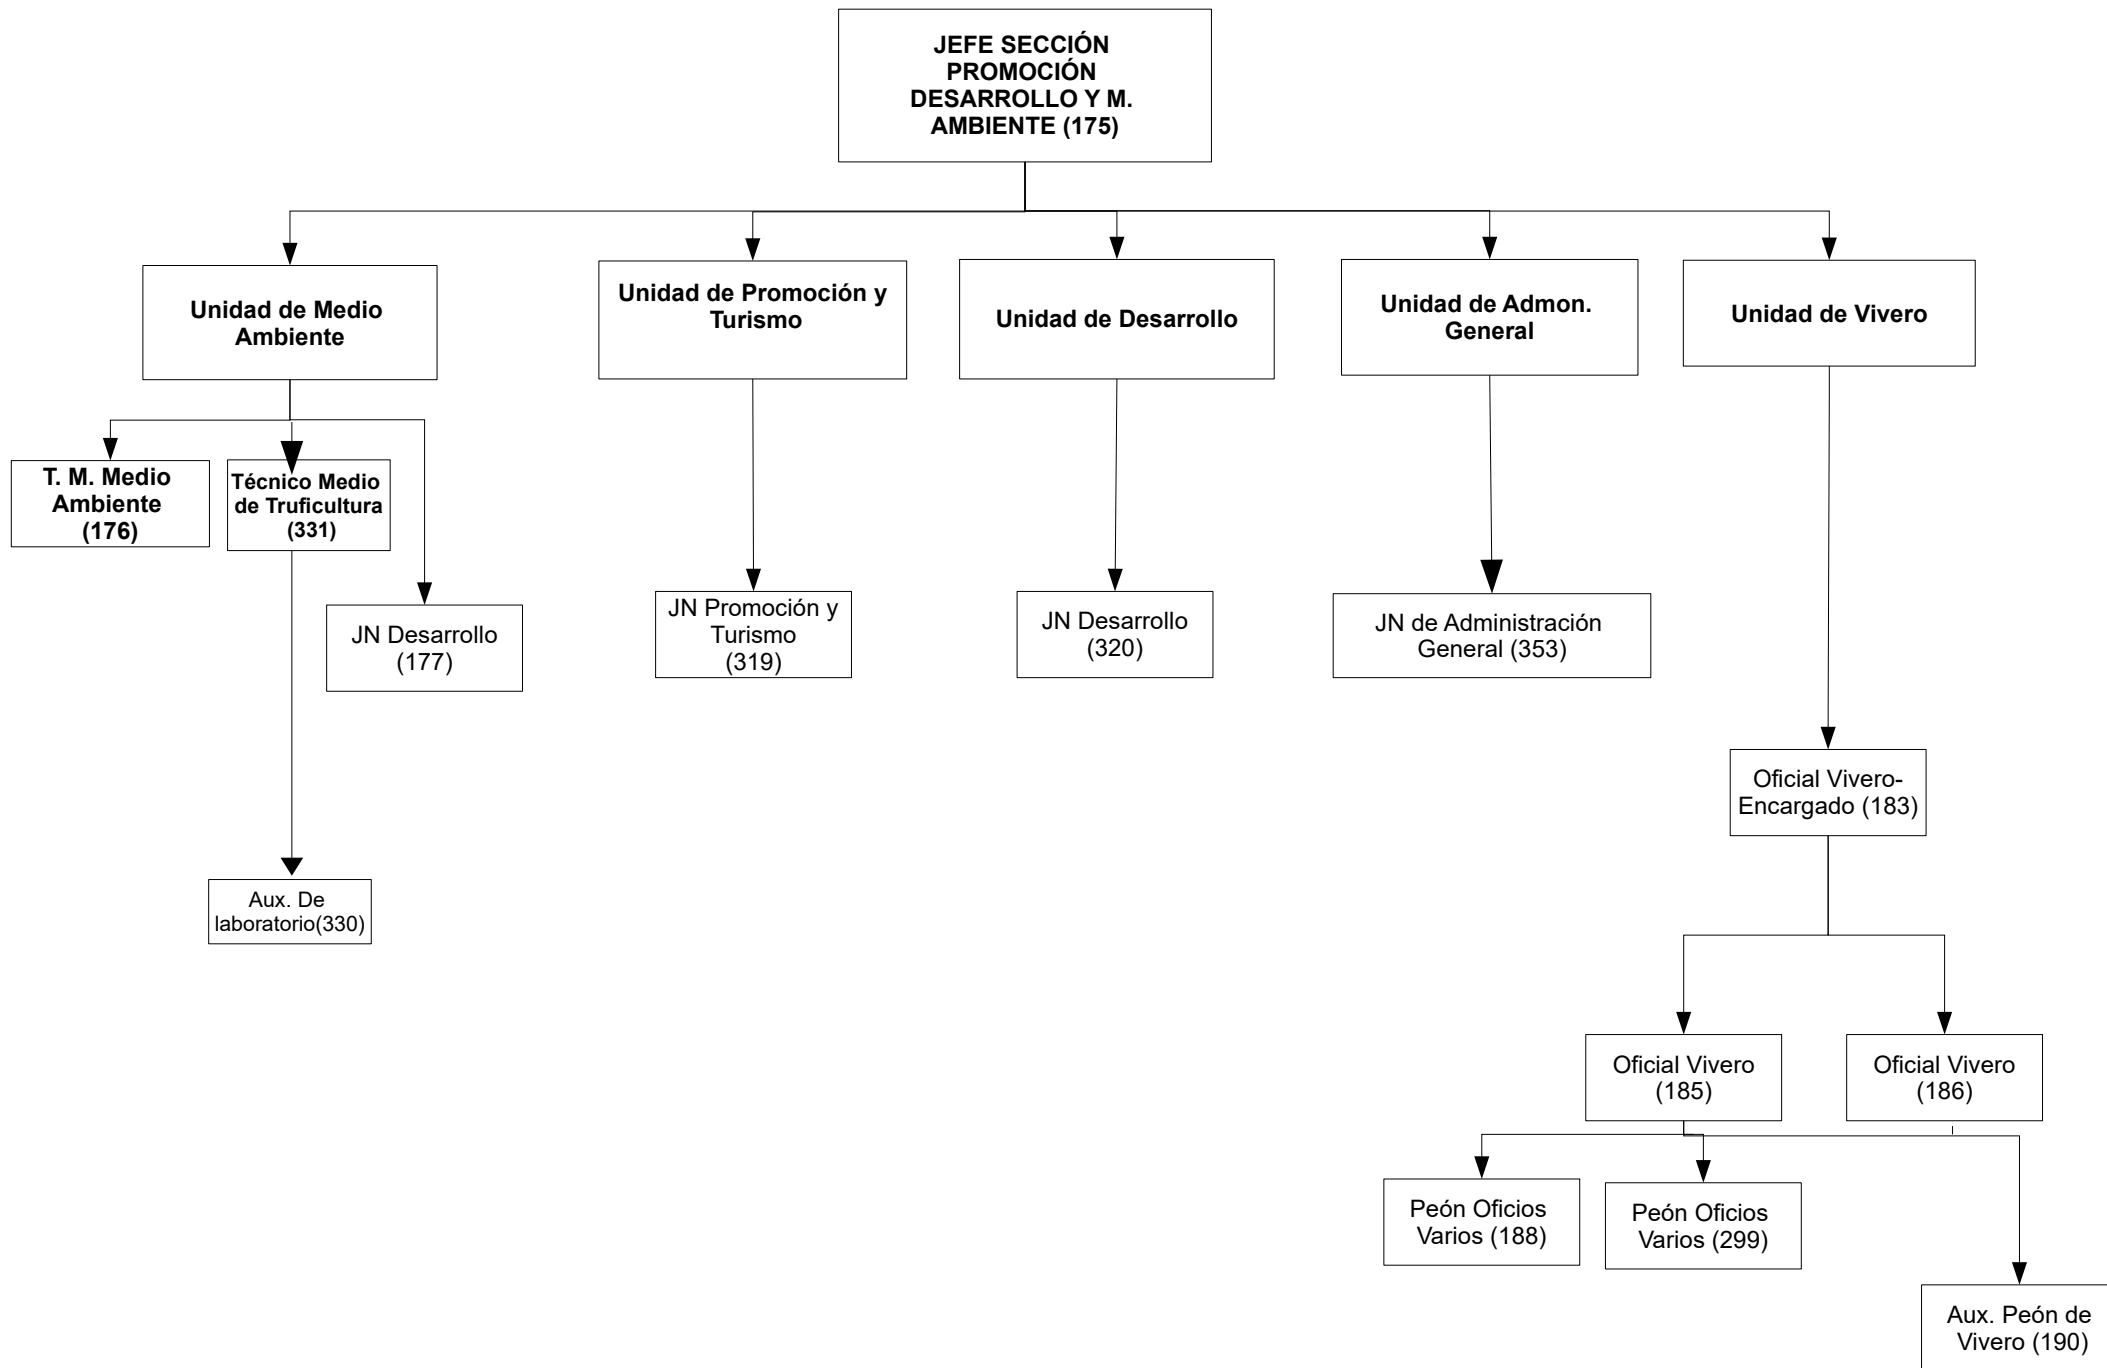 JEFE SECCIÓN
PROMOCIÓN
DESARROLLO Y M.
AMBIENTE (175)
Unidad de Medio
Ambiente
Unidad de Promoción y
Turismo
Unidad de Desarrollo
Unidad de Admon.
General
Unidad de Vivero
T. M. Medio
Ambiente
(176)
Técnico Medio
de Truficultura
(331)
JN Desarrollo
(177)
JN Promoción y
Turismo
(319)
JN Desarrollo
(320)
JN de Administración
General (353)
Oficial Vivero-
Encargado (183)
Aux. De
laboratorio(330)
Oficial Vivero
(185)
Oficial Vivero
(186)
Peón Oficios
Varios (188)
Peón Oficios
Varios (299)
Aux. Peón de
Vivero (190)